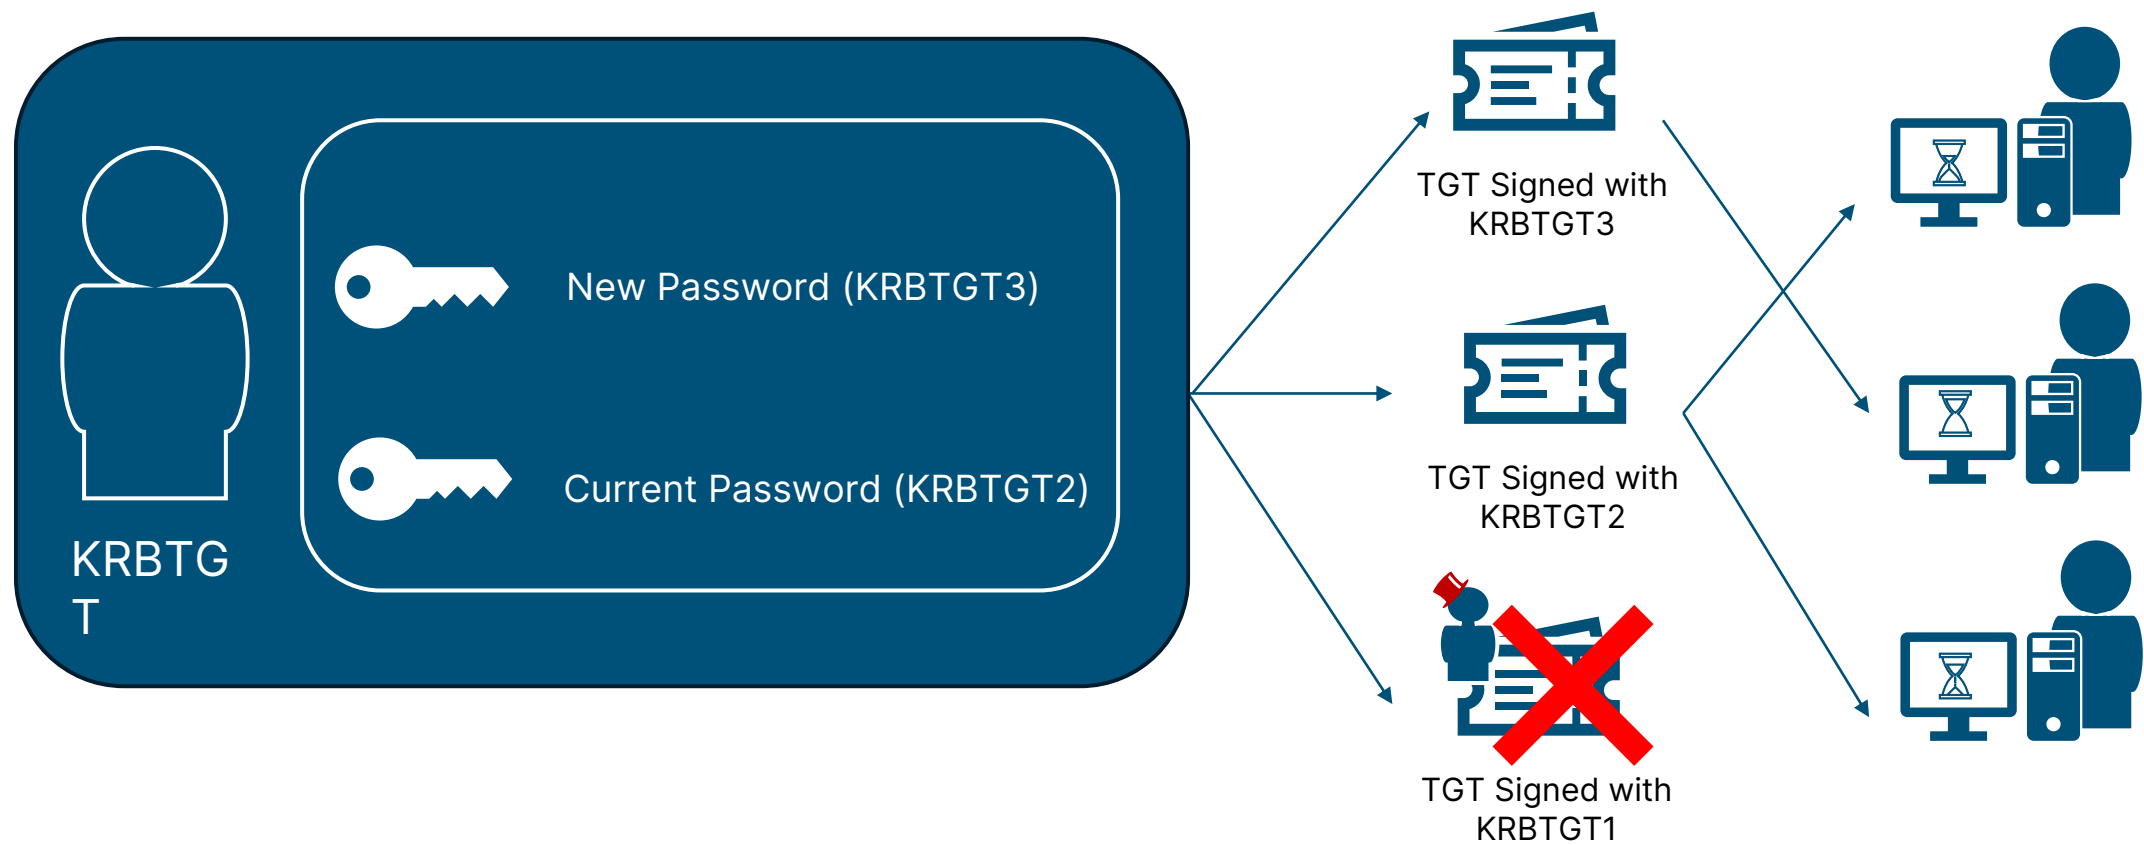 KRBTG
T
New Password (KRBTGT3)
Current Password (KRBTGT2)
TGT Signed with
KRBTGT3
TGT Signed with
KRBTGT2
TGT Signed with
KRBTGT1